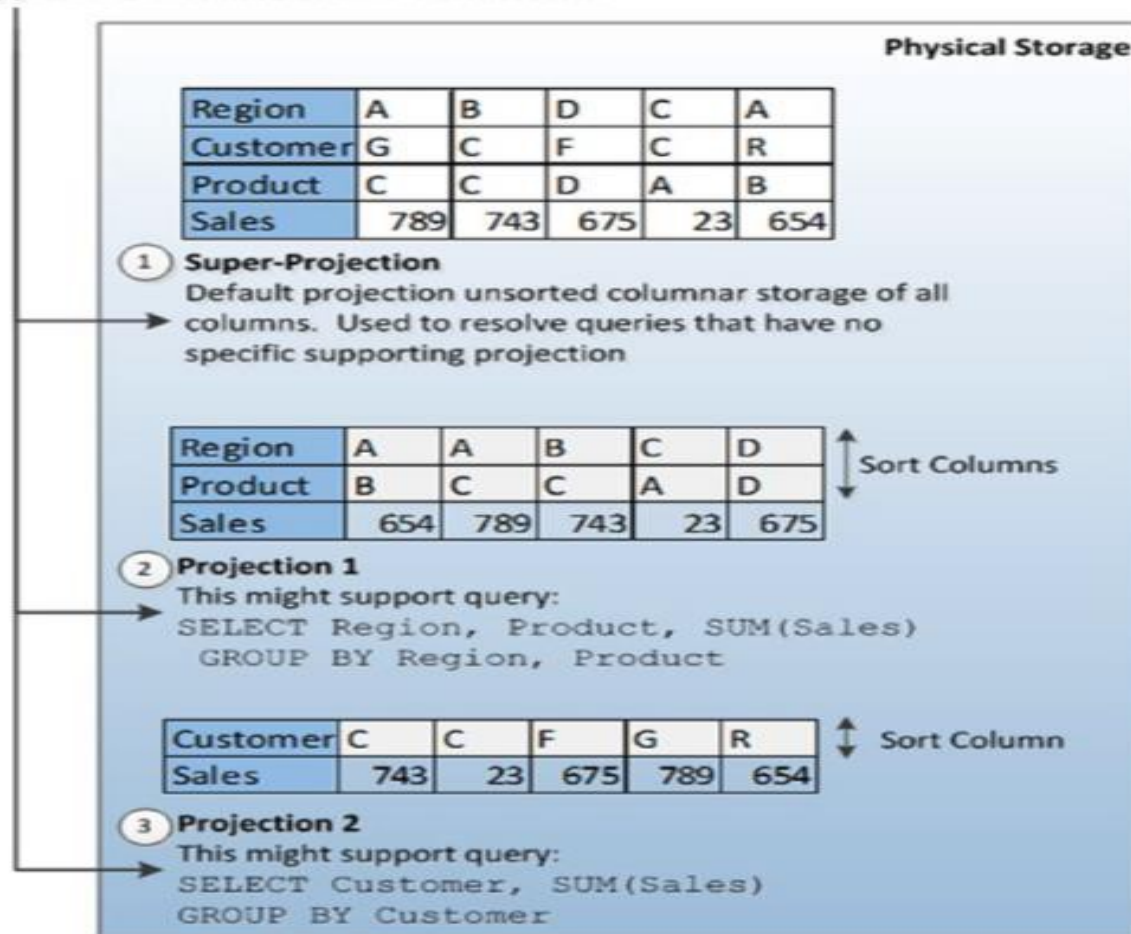 Physical Storage
Region A B D C A
Customer G C F C R
Product C C D A B
Sales 789 743 675 23 654
1 Super-Projection
Default projection unsorted columnar storage of all
columns. Used to resolve queries that have no
specific supporting projection
Region A A B C D
Product B C C A D
Sales 654 789 743 23 675
Sort Columns
2 Projection 1
This might support query:
SELECT Region, Product, SUM(Sales)
GROUP BY Region, Product
Customer C C F G R
Sales 743 23 675 789 654
Sort Column
3 Projection 2
This might support query:
SELECT Customer, SUM(Sales)
GROUP BY Customer